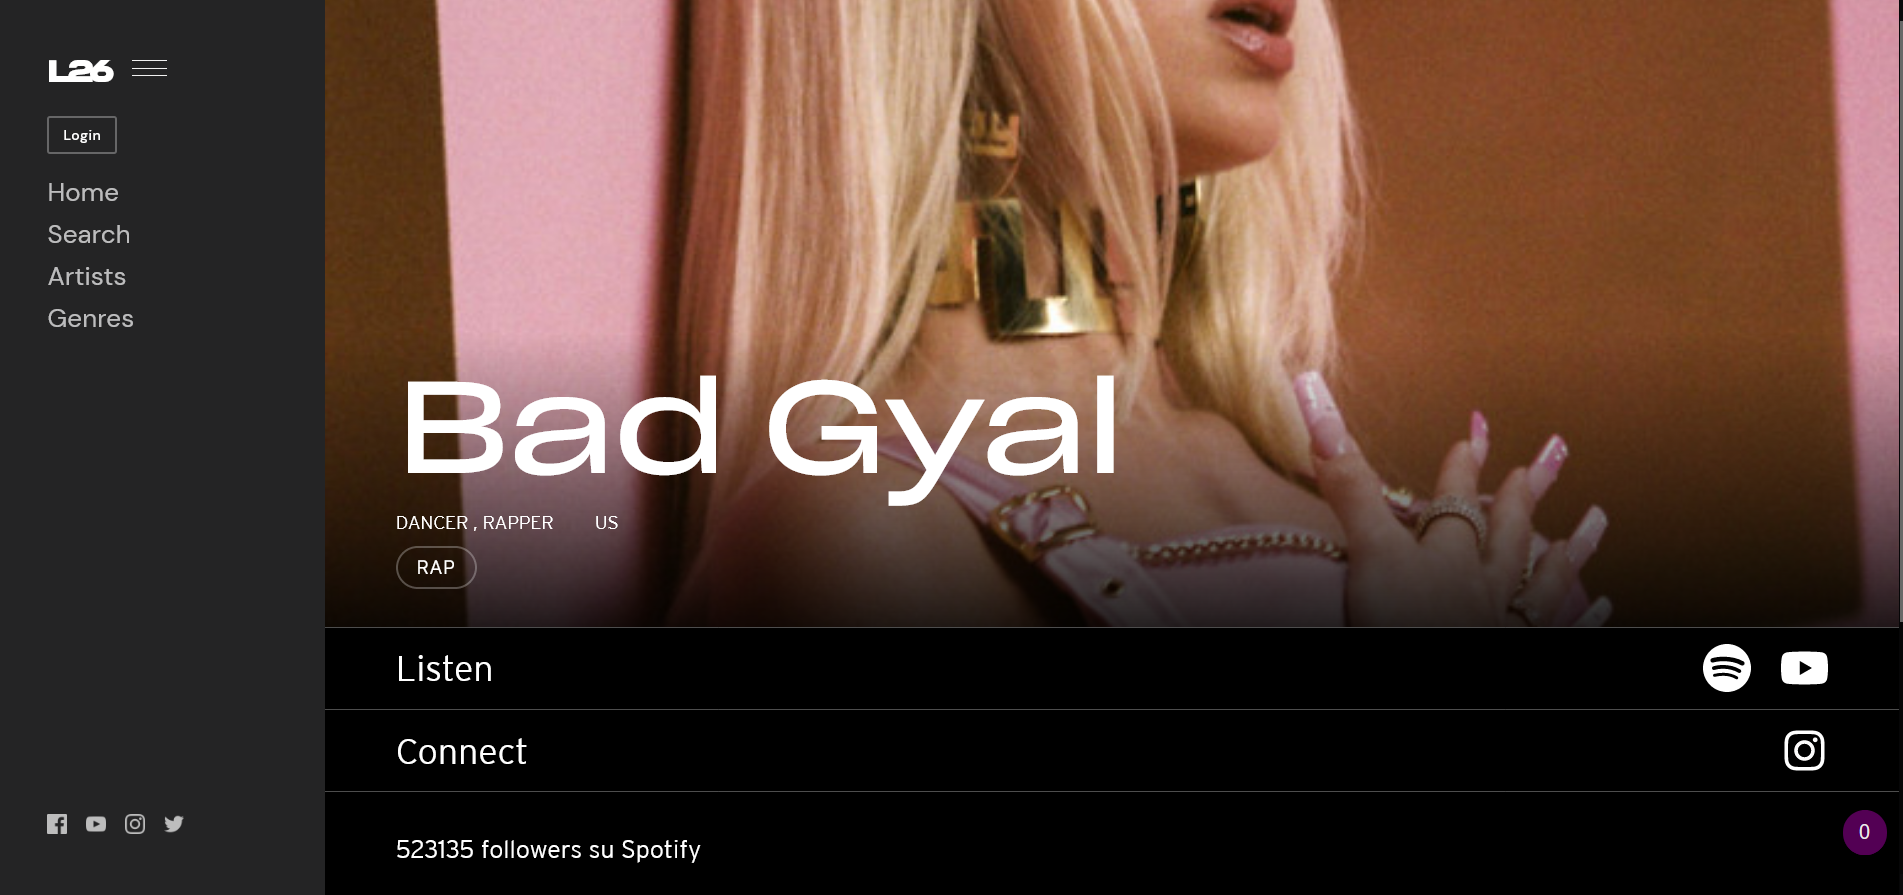 L26
Login
Home
Search
Artists
Genres
Bad Gyal
DANCER , RAPPER US
RAP
Listen
Connect
523135 followers su Spotify
0